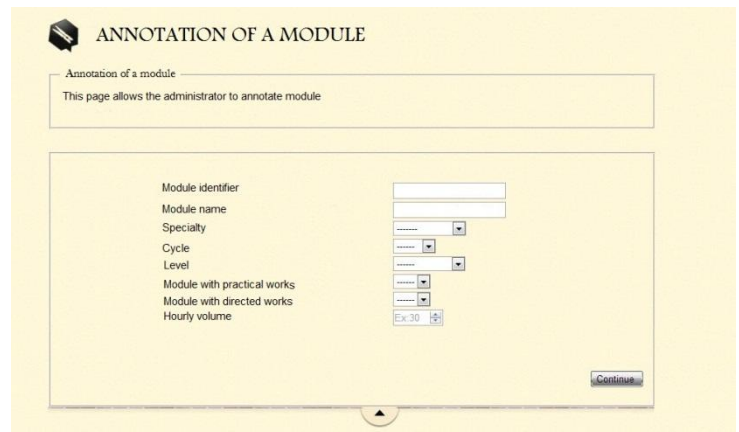 ANNOTATION OF A MODULE
Annotation of a module
This page allows the administrator to annotate module
Module identifier
Module name
Specialty -------
Cycle ------
Level -------
Module with practical works ------
Module with directed works ------
Hourly volume Ex:30
Continue